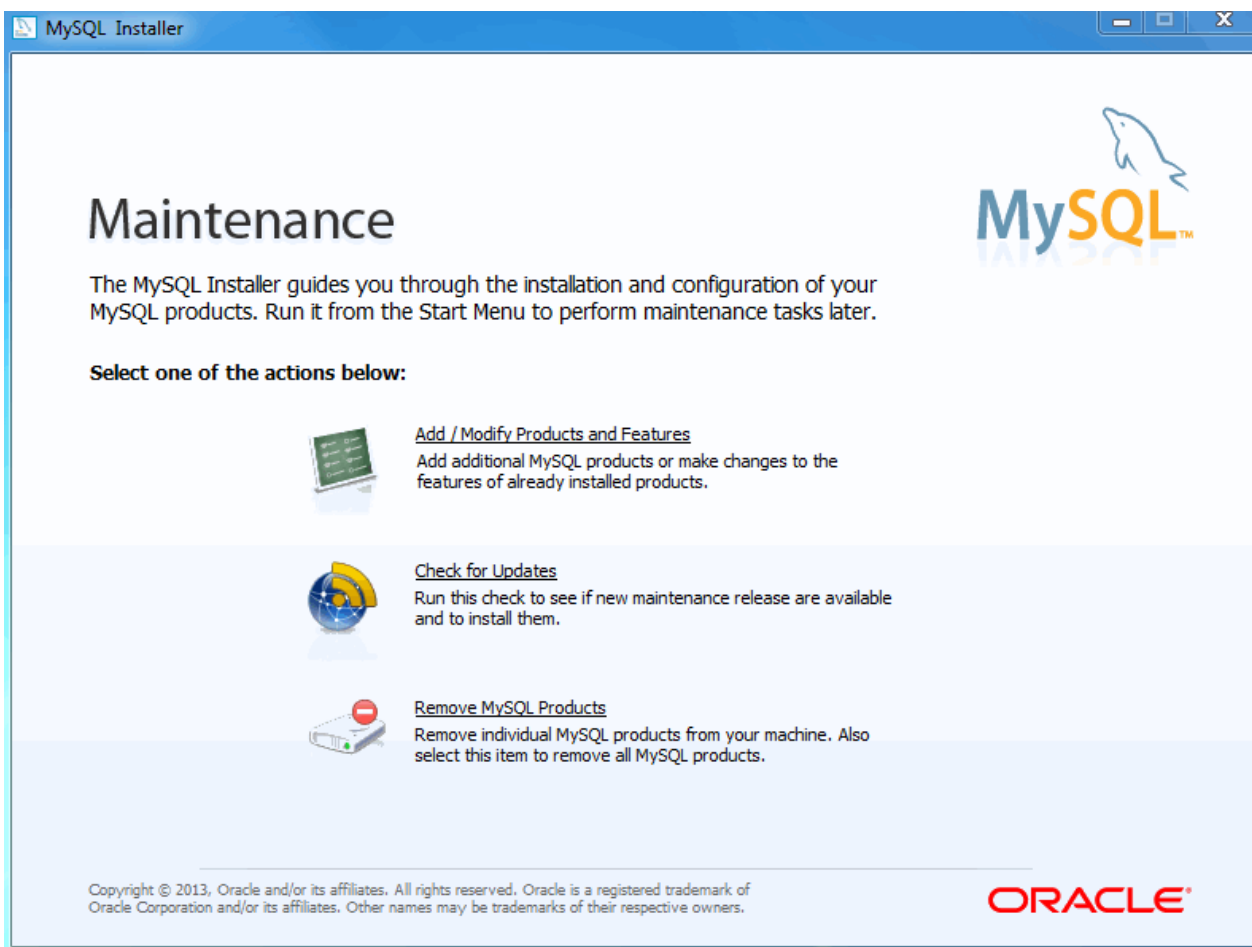 MySQL Installer
MySQL™
Maintenance
The MySQL Installer guides you through the installation and configuration of your
MySQL products. Run it from the Start Menu to perform maintenance tasks later.
Select one of the actions below:
Add / Modify Products and Features
Add additional MySQL products or make changes to the
features of already installed products.
Check for Updates
Run this check to see if new maintenance release are available
and to install them.
Remove MySQL Products
Remove individual MySQL products from your machine. Also
select this item to remove all MySQL products.
Copyright © 2013, Oracle and/or its affiliates. All rights reserved. Oracle is a registered trademark of
Oracle Corporation and/or its affiliates. Other names may be trademarks of their respective owners.
ORACLE®